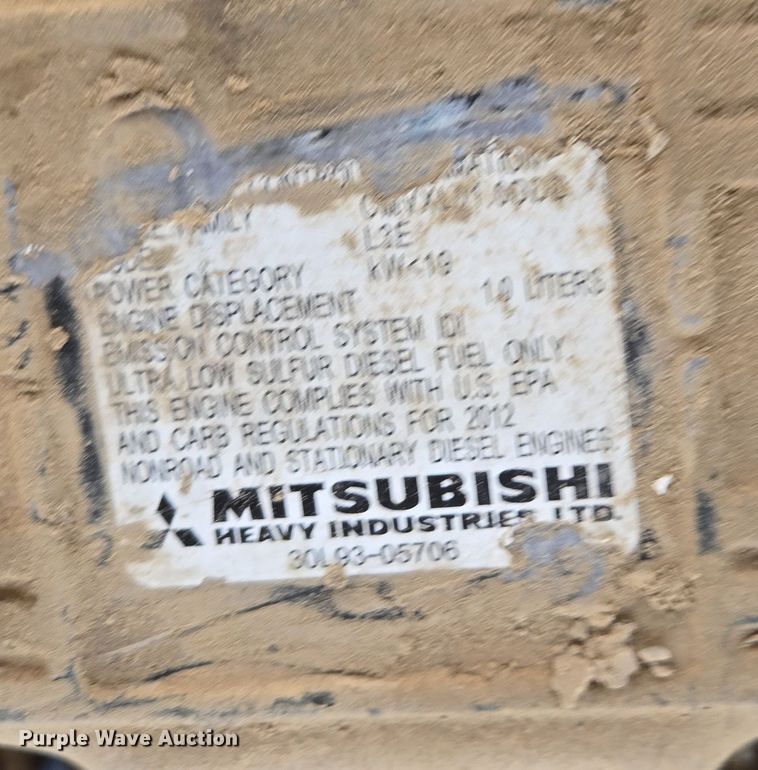 L3E
POWER CATEGORY kW<19
ENGINE DISPLACEMENT 1.0 LITERS
EMISSION CONTROL SYSTEM IDI
ULTRA LOW SULFUR DIESEL FUEL ONLY
THIS ENGINE COMPLIES WITH U.S. EPA
AND CARB REGULATIONS FOR 2012
NONROAD AND STATIONARY DIESEL ENGINES
MITSUBISHI
HEAVY INDUSTRIES LTD.
30L93-05706
Purple Wave Auction